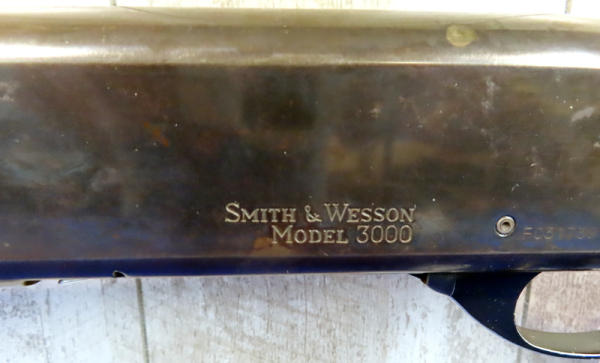 SMITH & WESSON
MODEL 3000